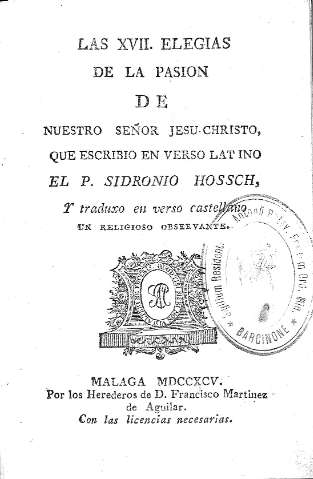 LAS XVII. ELEGIAS
DE LA PASION
DE
NUESTRO SEÑOR JESU-CHRISTO,
QUE ESCRIBIO EN VERSO LATINO
EL P. SIDRONIO HOSSCH,
Y traduxo en verso castellano
UN RELIGIOSO OBSERVANTE.
BARCINONE
MALAGA MDCCXCV.
Por los Herederos de D. Francisco Martinez
de Aguilar.
Con las licencias necesarias.